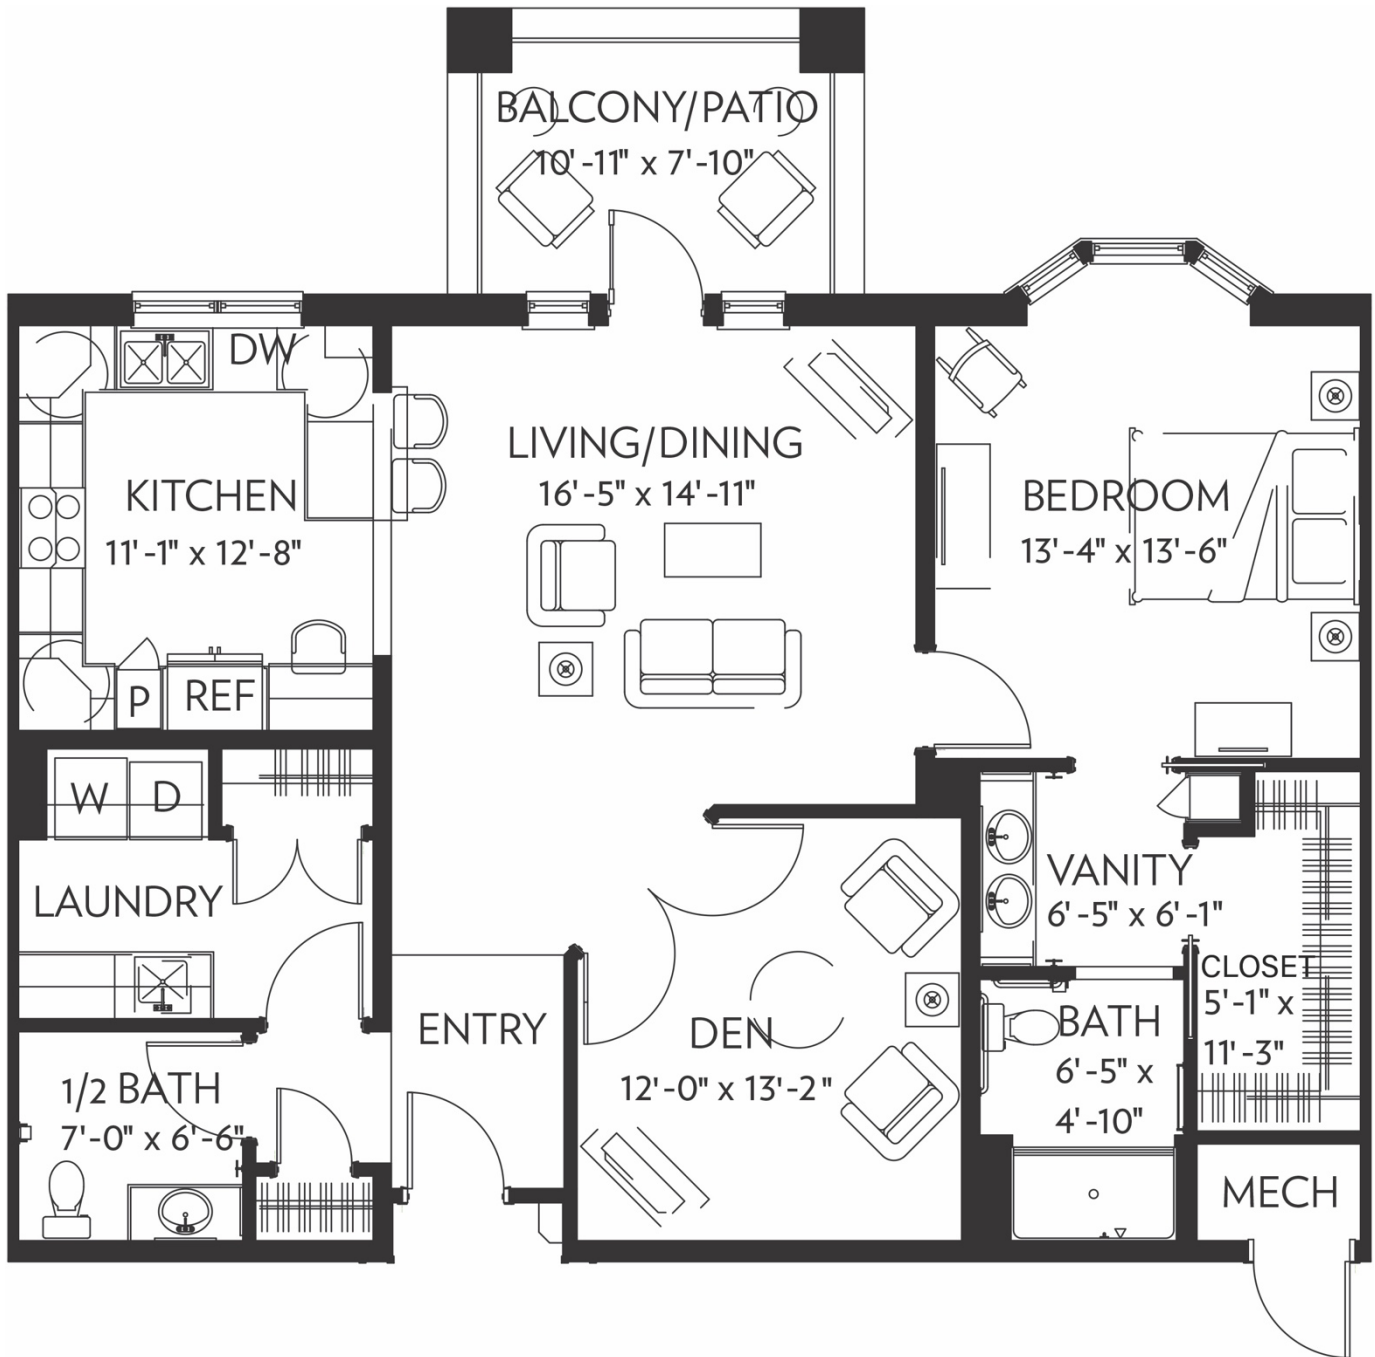 BALCONY/PATIO
10'-11" x 7'-10"
DW
KITCHEN
11'-1" x 12'-8"
P
REF
LIVING/DINING
16'-5" x 14'-11"
BEDROOM
13'-4" x 13'-6"
W
D
LAUNDRY
VANITY
6'-5" x 6'-1"
CLOSET
5'-1" x
11'-3"
ENTRY
DEN
12'-0" x 13'-2"
BATH
6'-5" x
4'-10"
1/2 BATH
7'-0" x 6'-6"
MECH